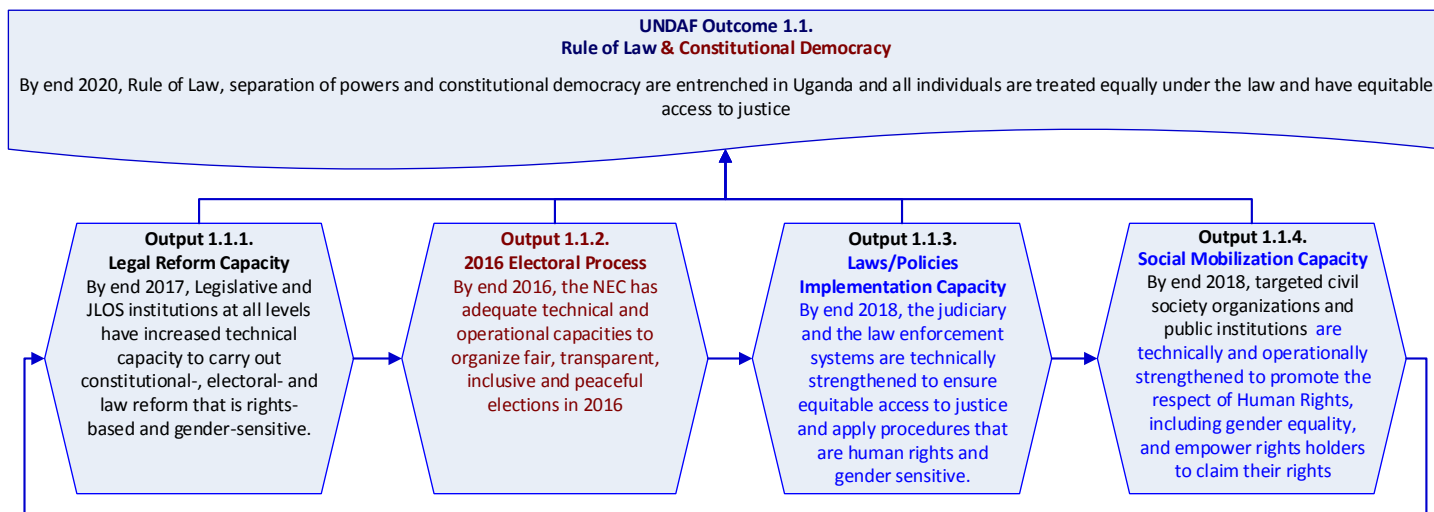 UNDAF Outcome 1.1.
Rule of Law & Constitutional Democracy
By end 2020, Rule of Law, separation of powers and constitutional democracy are entrenched in Uganda and all individuals are treated equally under the law and have equitable
access to justice
Output 1.1.1.
Legal Reform Capacity
By end 2017, Legislative and
JLOS institutions at all levels
have increased technical
capacity to carry out
constitutional-, electoral- and
law reform that is rights-
based and gender-sensitive.
Output 1.1.2.
2016 Electoral Process
By end 2016, the NEC has
adequate technical and
operational capacities to
organize fair, transparent,
inclusive and peaceful
elections in 2016
Output 1.1.3.
Laws/Policies
Implementation Capacity
By end 2018, the judiciary
and the law enforcement
systems are technically
strengthened to ensure
equitable access to justice
and apply procedures that
are human rights and
gender sensitive.
Output 1.1.4.
Social Mobilization Capacity
By end 2018, targeted civil
society organizations and
public institutions are
technically and operationally
strengthened to promote the
respect of Human Rights,
including gender equality,
and empower rights holders
to claim their rights